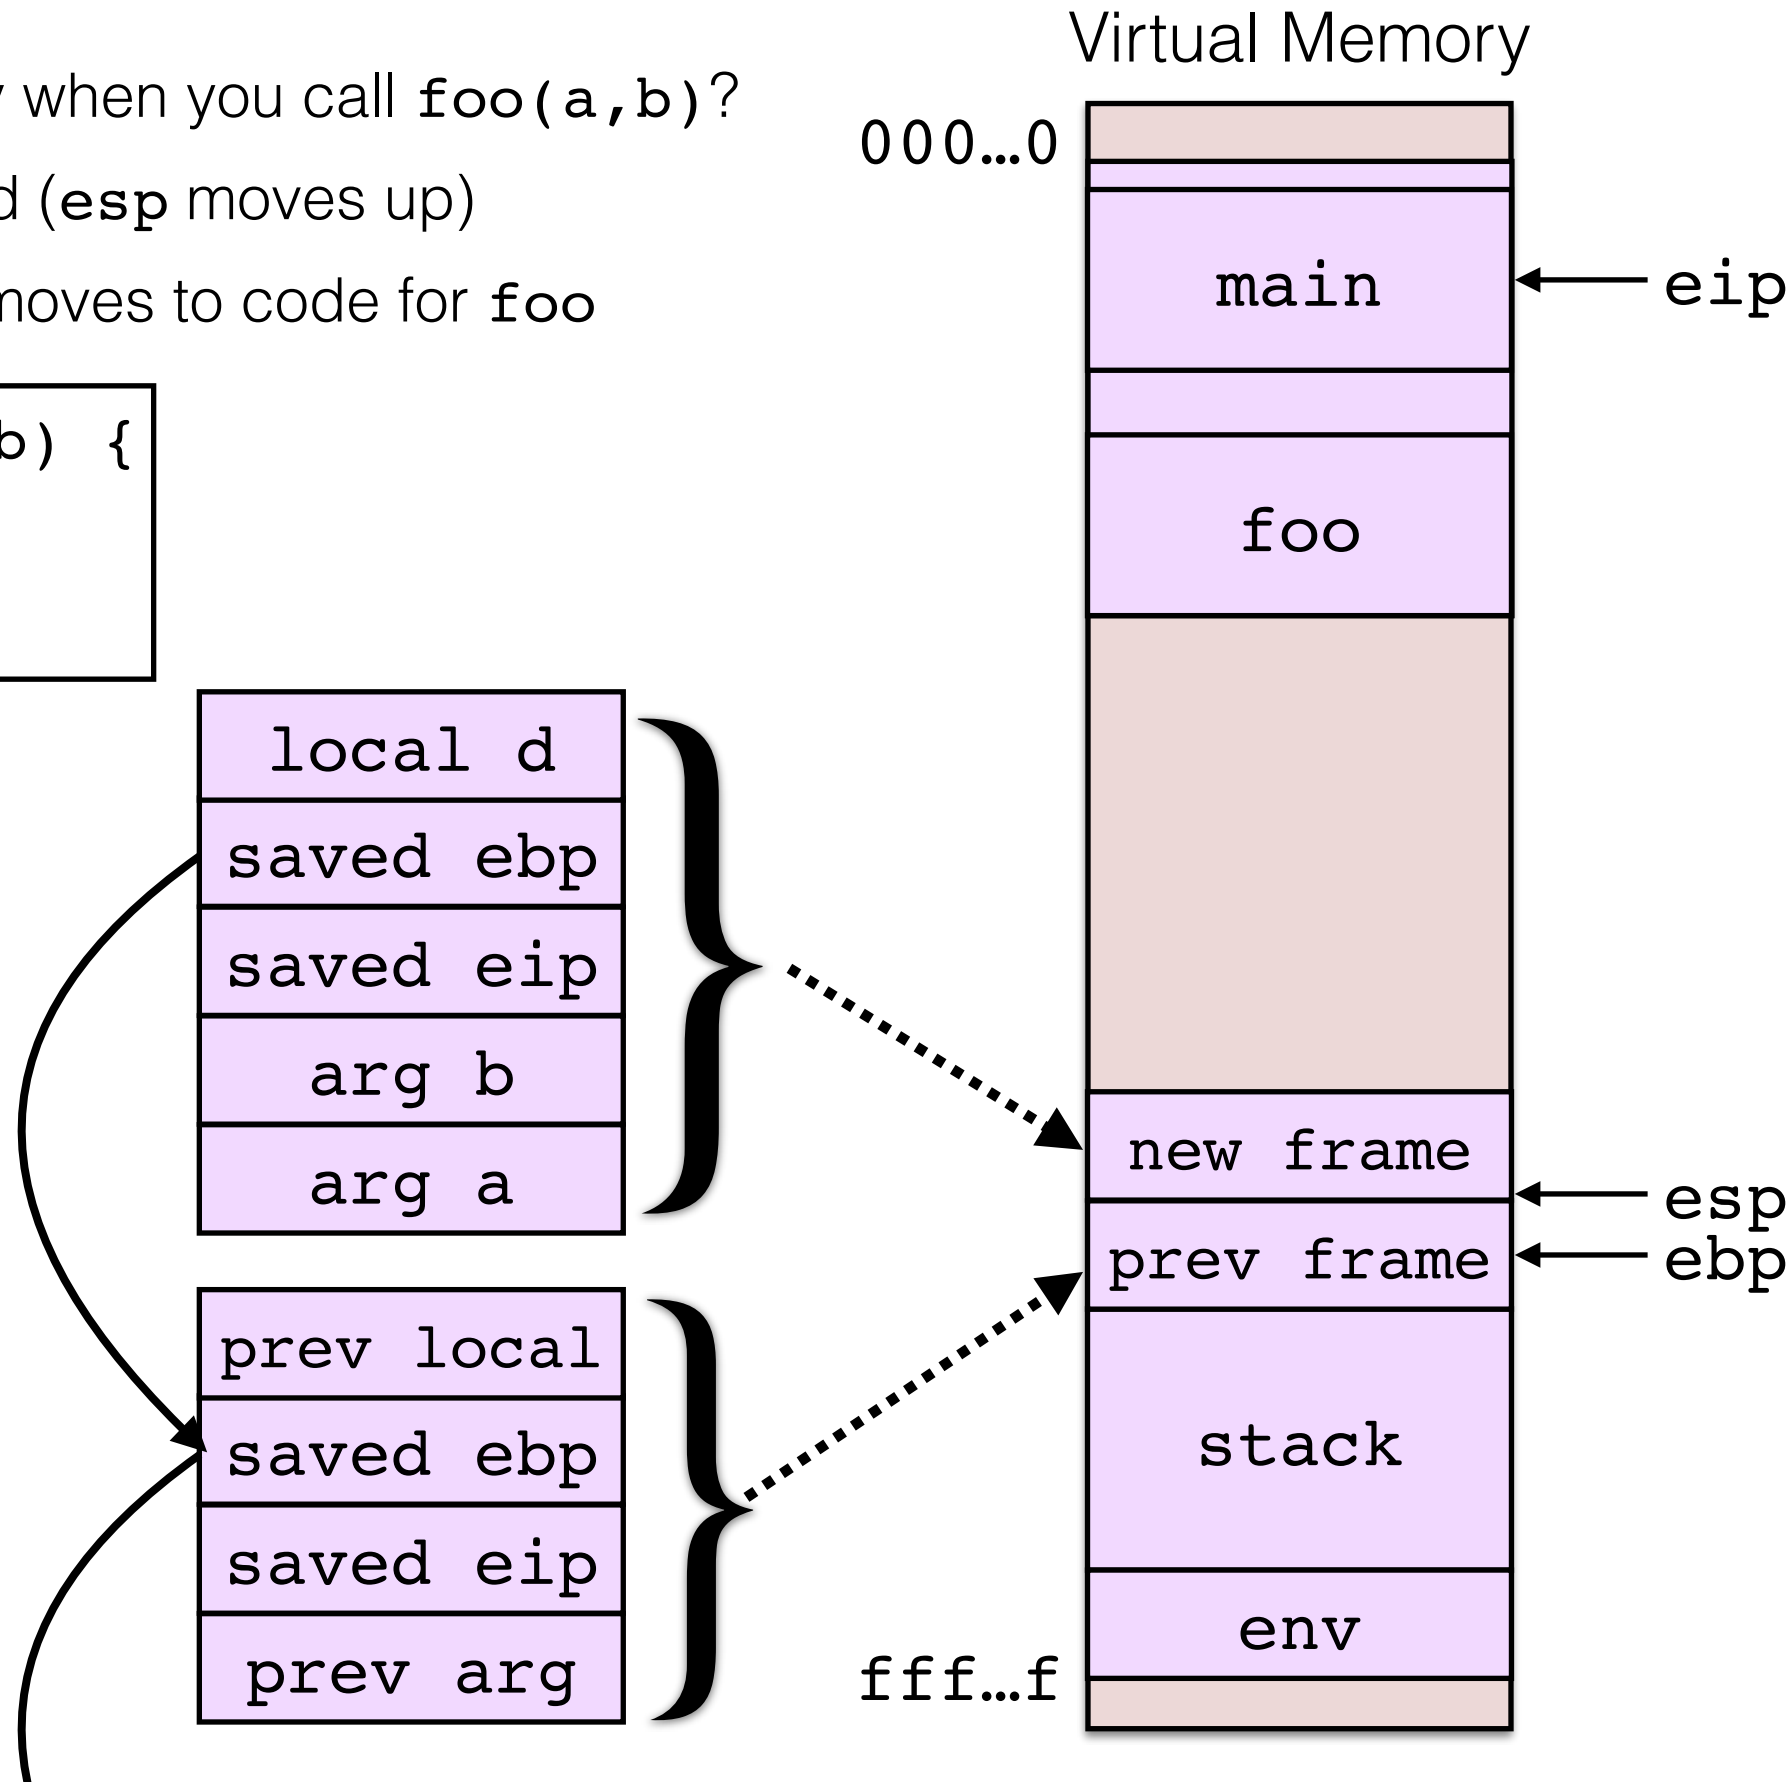 Virtual Memory
when you call foo(a,b)?
(esp moves up)
moves to code for foo
b) {
000…0
main
eip
foo
local d
saved ebp
saved eip
arg b
arg a
new frame
esp
prev frame
ebp
prev local
saved ebp
saved eip
prev arg
stack
env
fff…f